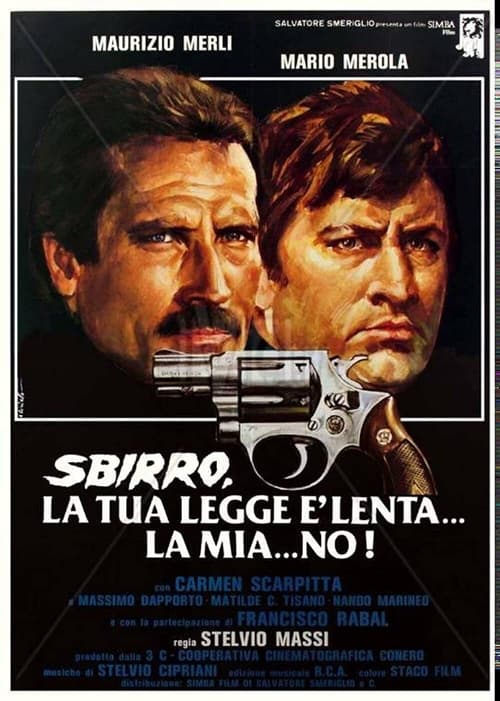 SALVATORE SMERIGLIO presenta un film SIMBA
Film
MAURIZIO MERLI
MARIO MEROLA
SBIRRO,
LA TUA LEGGE E'LENTA...
LA MIA...NO!
con CARMEN SCARPITTA
e MASSIMO DAPPORTO · MATILDE C. TISANO · NANDO MARINEO
e con la partecipazione di FRANCISCO RABAL
regia STELVIO MASSI
prodotto dalla 3 C - COOPERATIVA CINEMATOGRAFICA CONERO
musiche di STELVIO CIPRIANI edizione musicale R.C.A. colore STACO FILM
distribuzione: SIMBA FILM DI SALVATORE SMERIGLIO & C.